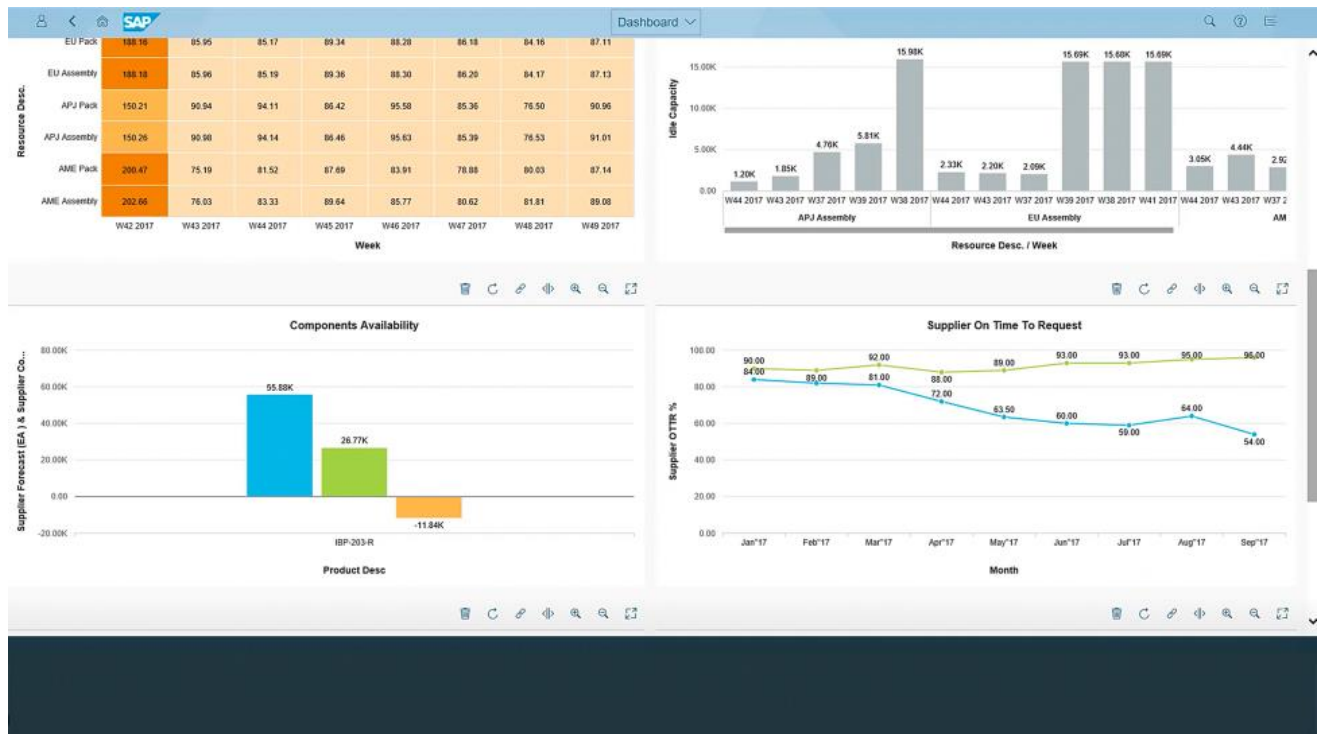 SAP
Dashboard
Resource Desc.
EU Pack 188.16 85.95 85.17 89.34 88.28 86.18 84.16 87.11
EU Assembly 188.18 85.96 85.19 89.36 88.30 86.20 84.17 87.13
APJ Pack 150.21 90.94 94.11 86.42 95.58 85.36 76.50 90.96
APJ Assembly 150.26 90.98 94.14 86.46 95.63 85.39 76.53 91.01
AME Pack 200.47 75.19 81.52 87.69 83.91 78.88 80.03 87.14
AME Assembly 202.66 76.03 83.33 89.64 85.77 80.62 81.81 89.08
W42 2017 W43 2017 W44 2017 W45 2017 W46 2017 W47 2017 W48 2017 W49 2017
Week
Idle Capacity
15.00K
10.00K
5.00K
0.00
1.20K 1.85K 4.76K 5.81K 15.98K 2.33K 2.20K 2.09K 15.69K 15.68K 15.69K 3.05K 4.44K 2.92
W44 2017 W43 2017 W37 2017 W39 2017 W38 2017 W44 2017 W43 2017 W37 2017 W39 2017 W38 2017 W41 2017 W44 2017 W43 2017 W37 2
APJ Assembly EU Assembly AM
Resource Desc. / Week
Components Availability
Supplier Forecast (EA ) & Supplier Co...
80.00K
60.00K
40.00K
20.00K
0.00
-20.00K
55.88K
26.77K
-11.84K
IBP-203-R
Product Desc
Supplier On Time To Request
Supplier OTTR %
100.00
80.00
60.00
40.00
20.00
0.00
90.00 92.00 88.00 89.00 93.00 93.00 95.00 96.00
84.00 89.00 81.00 72.00 63.50 60.00 59.00 64.00 54.00
Jan"17 Feb"17 Mar"17 Apr"17 May"17 Jun"17 Jul"17 Aug"17 Sep"17
Month